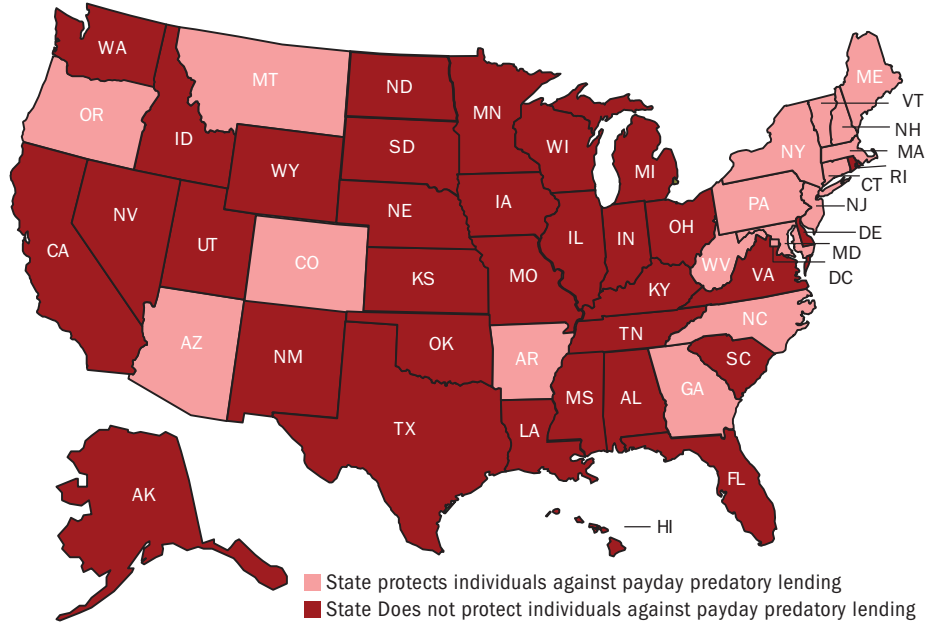 WA
MT
ND
MN
ME
VT
OR
ID
SD
WI
NH
NY
MA
WY
MI
RI
CT
NE
IA
PA
NJ
NV
OH
DE
UT
IL
IN
CA
CO
WV
MD
KS
MO
VA
DC
KY
NC
TN
AZ
OK
NM
AR
SC
GA
MS
AL
TX
LA
FL
AK
HI
State protects individuals against payday predatory lending
State Does not protect individuals against payday predatory lending